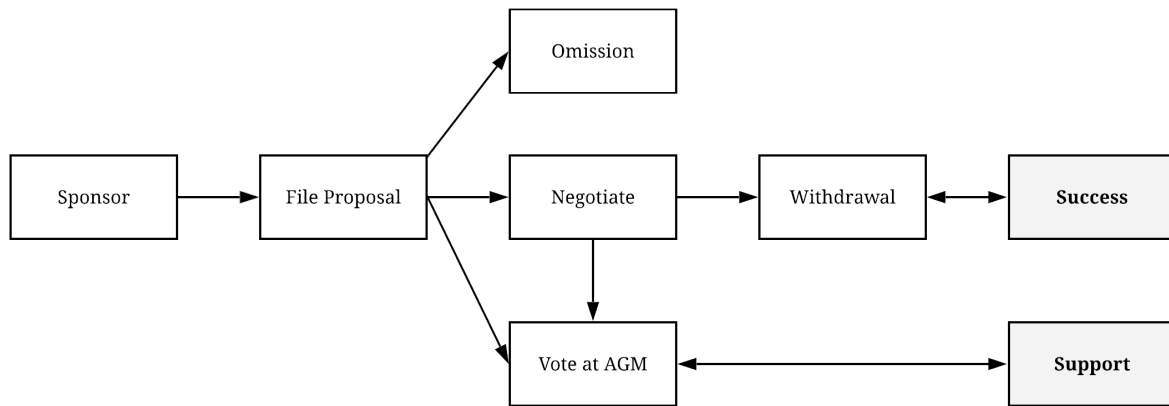 Omission
Sponsor
File Proposal
Negotiate
Withdrawal
Success
Vote at AGM
Support